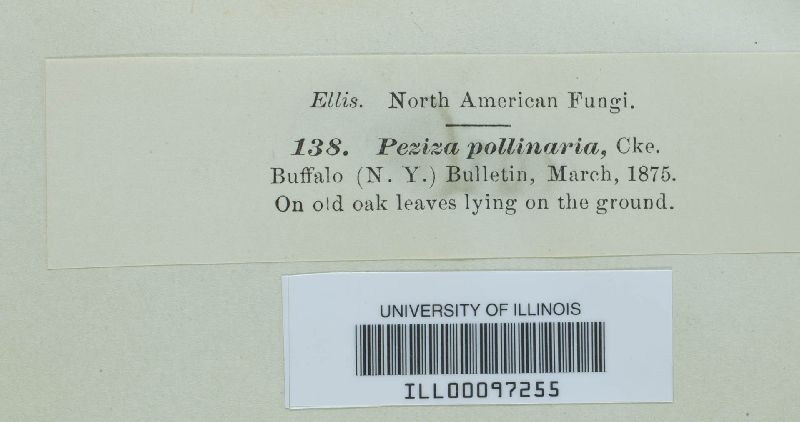 Ellis. North American Fungi.
138. Peziza pollinaria, Cke.
Buffalo (N. Y.) Bulletin, March, 1875.
On old oak leaves lying on the ground.
UNIVERSITY OF ILLINOIS
ILL00097255